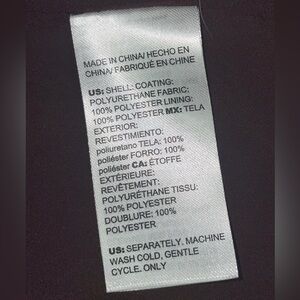 MADE IN CHINA/ HECHO EN
CHINA/ FABRIQUÉ EN CHINE
US: SHELL: COATING:
POLYURETHANE FABRIC:
100% POLYESTER LINING:
100% POLYESTER MX: TELA
EXTERIOR:
REVESTIMIENTO:
poliuretano TELA: 100%
poliéster FORRO: 100%
poliéster CA: ÉTOFFE
EXTÉRIEURE:
REVÊTEMENT:
POLYURÉTHANE TISSU:
100% POLYESTER
DOUBLURE: 100%
POLYESTER
US: SEPARATELY, MACHINE
WASH COLD, GENTLE
CYCLE, ONLY